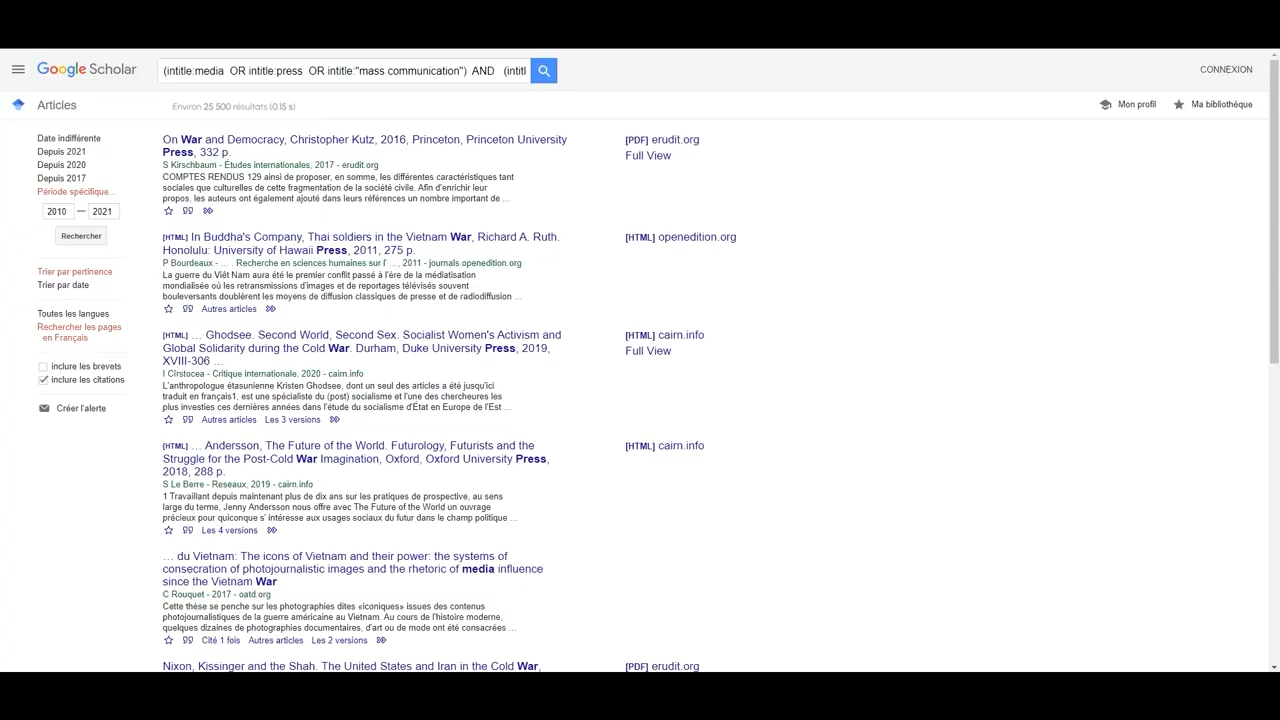 Google Scholar
(intitle:media OR intitle:press OR intitle:"mass communication") AND (intitl
CONNEXION
Articles
Environ 25 500 résultats (0.15 s)
Mon profil
Ma bibliothèque
Date indifférente
Depuis 2021
Depuis 2020
Depuis 2017
Période spécifique...
2010 — 2021
Rechercher
Trier par pertinence
Trier par date
Toutes les langues
Rechercher les pages
en Français
inclure les brevets
inclure les citations
Créer l'alerte
On War and Democracy, Christopher Kutz, 2016, Princeton, Princeton University
Press, 332 p.
S Kirschbaum - Études internationales, 2017 - erudit.org
COMPTES RENDUS 129 ainsi de proposer, en somme, les différentes caractéristiques tant
sociales que culturelles de cette fragmentation de la société civile. Afin d'enrichir leur
propos, les auteurs ont également ajouté dans leurs références un nombre important de ...
[PDF] erudit.org
Full View
[HTML] In Buddha's Company, Thai soldiers in the Vietnam War, Richard A. Ruth.
Honolulu: University of Hawaii Press, 2011, 275 p.
P Bourdeaux - … . Recherche en sciences humaines sur l' …, 2011 - journals.openedition.org
La guerre du Viêt Nam aura été le premier conflit passé à l'ère de la médiatisation
mondialisée où les retransmissions d'images et de reportages télévisés souvent
bouleversants doublèrent les moyens de diffusion classiques de presse et de radiodiffusion ...
Autres articles
[HTML] openedition.org
[HTML] … Ghodsee. Second World, Second Sex. Socialist Women's Activism and
Global Solidarity during the Cold War. Durham, Duke University Press, 2019,
XVIII-306 …
I Cîrstocea - Critique internationale, 2020 - cairn.info
L'anthropologue étasunienne Kristen Ghodsee, dont un seul des articles a été jusqu'ici
traduit en français1, est une spécialiste du (post) socialisme et l'une des chercheures les
plus investies ces dernières années dans l'étude du socialisme d'État en Europe de l'Est ...
Autres articles Les 3 versions
[HTML] cairn.info
Full View
[HTML] … Andersson, The Future of the World. Futurology, Futurists and the
Struggle for the Post-Cold War Imagination, Oxford, Oxford University Press,
2018, 288 p.
S Le Berre - Reseaux, 2019 - cairn.info
1 Travaillant depuis maintenant plus de dix ans sur les pratiques de prospective, au sens
large du terme, Jenny Andersson nous offre avec The Future of the World un ouvrage
précieux pour quiconque s' intéresse aux usages sociaux du futur dans le champ politique ...
Les 4 versions
[HTML] cairn.info
… du Vietnam: The icons of Vietnam and their power: the systems of
consecration of photojournalistic images and the rhetoric of media influence
since the Vietnam War
C Rouquet - 2017 - oatd.org
Cette thèse se penche sur les photographies dites «iconiques» issues des contenus
photojournalistiques de la guerre américaine au Vietnam. Au cours de l'histoire moderne,
quelques dizaines de photographies documentaires, d'art ou de mode ont été consacrées ...
Cité 1 fois Autres articles Les 2 versions
Nixon, Kissinger and the Shah. The United States and Iran in the Cold War,
[PDF] erudit.org